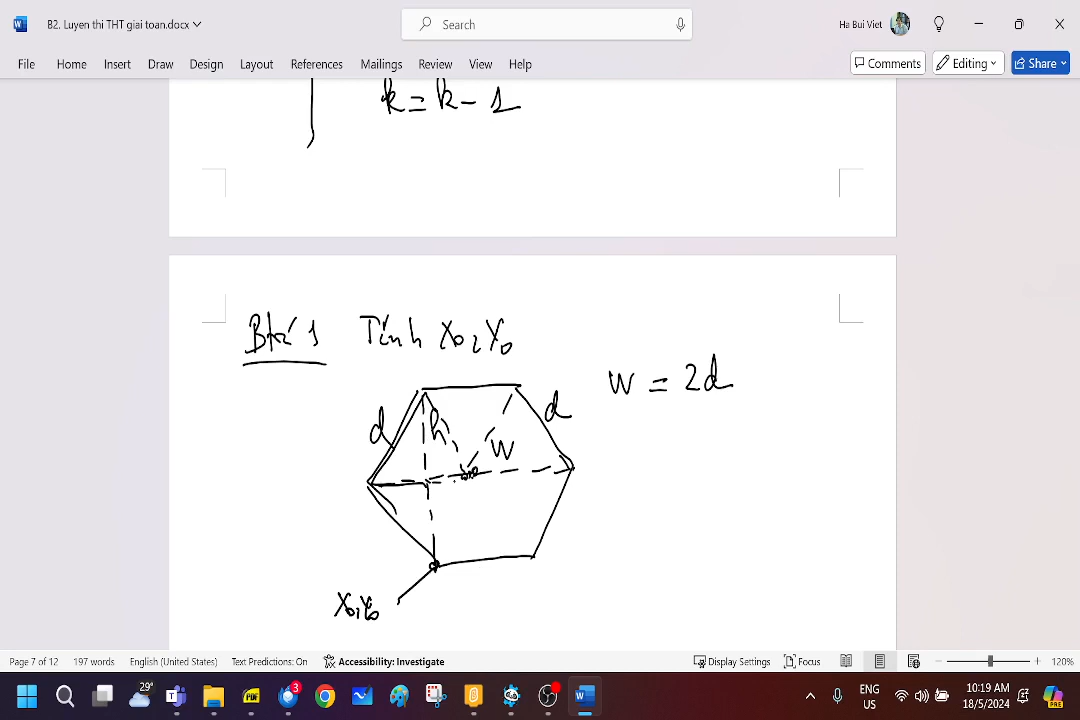 B2. Luyen thi THT giai toan.docx
Search
Ha Bui Viet
File Home Insert Draw Design Layout References Mailings Review View Help
Comments Editing Share
k = k - 1
Tính X0, Y0
W = 2d
d
h
d
W
X0, Y0
Page 7 of 12 197 words English (United States) Text Predictions: On Accessibility: Investigate Display Settings Focus 120%
29°
3
PDF
ENG
US
10:19 AM
18/5/2024
PRE